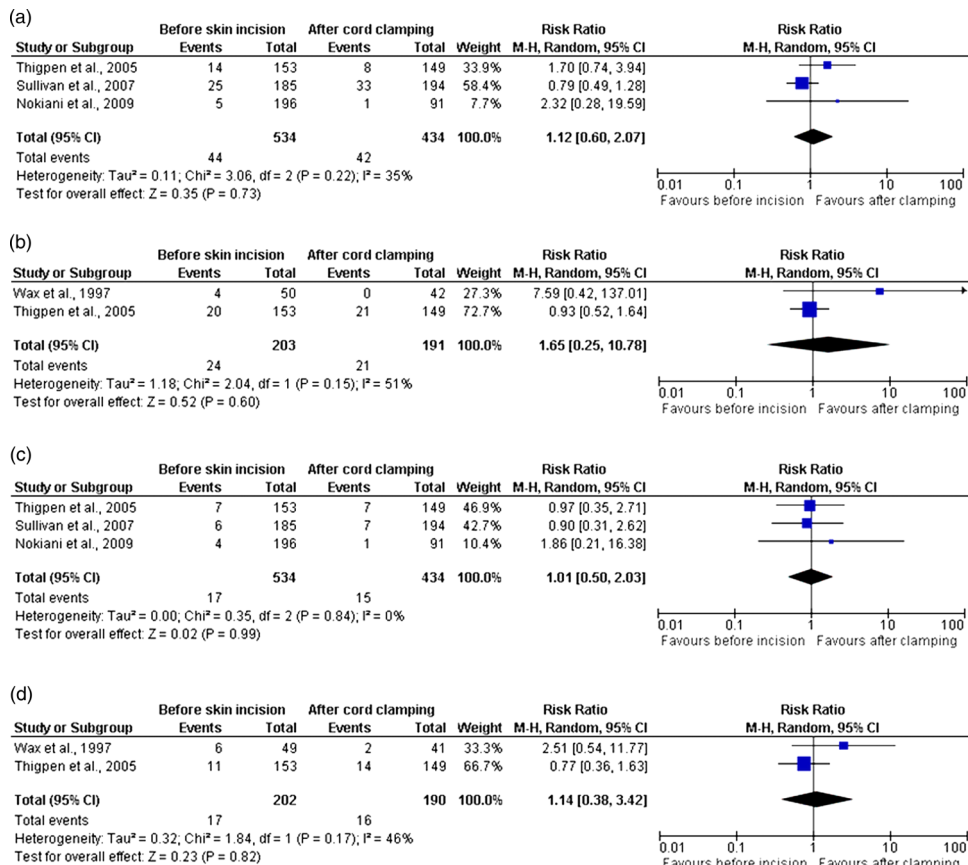 (a)
Before skin incision After cord clamping Risk Ratio Risk Ratio
Study or Subgroup Events Total Events Total Weight M-H, Random, 95% CI M-H, Random, 95% CI
Thigpen et al., 2005 14 153 8 149 33.9% 1.70 [0.74, 3.94]
Sullivan et al., 2007 25 185 33 194 58.4% 0.79 [0.49, 1.28]
Nokiani et al., 2009 5 196 1 91 7.7% 2.32 [0.28, 19.59]
Total (95% CI) 534 434 100.0% 1.12 [0.60, 2.07]
Total events 44 42
Heterogeneity: Tau² = 0.11; Chi² = 3.06, df = 2 (P = 0.22); I² = 35%
Test for overall effect: Z = 0.35 (P = 0.73)
0.01 0.1 1 10 100
Favours before incision Favours after clamping
(b)
Before skin incision After cord clamping Risk Ratio Risk Ratio
Study or Subgroup Events Total Events Total Weight M-H, Random, 95% CI M-H, Random, 95% CI
Wax et al., 1997 4 50 0 42 27.3% 7.59 [0.42, 137.01]
Thigpen et al., 2005 20 153 21 149 72.7% 0.93 [0.52, 1.64]
Total (95% CI) 203 191 100.0% 1.65 [0.25, 10.78]
Total events 24 21
Heterogeneity: Tau² = 1.18; Chi² = 2.04, df = 1 (P = 0.15); I² = 51%
Test for overall effect: Z = 0.52 (P = 0.60)
0.01 0.1 1 10 100
Favours before incision Favours after clamping
(c)
Before skin incision After cord clamping Risk Ratio Risk Ratio
Study or Subgroup Events Total Events Total Weight M-H, Random, 95% CI M-H, Random, 95% CI
Thigpen et al., 2005 7 153 7 149 46.9% 0.97 [0.35, 2.71]
Sullivan et al., 2007 6 185 7 194 42.7% 0.90 [0.31, 2.62]
Nokiani et al., 2009 4 196 1 91 10.4% 1.86 [0.21, 16.38]
Total (95% CI) 534 434 100.0% 1.01 [0.50, 2.03]
Total events 17 15
Heterogeneity: Tau² = 0.00; Chi² = 0.35, df = 2 (P = 0.84); I² = 0%
Test for overall effect: Z = 0.02 (P = 0.99)
0.01 0.1 1 10 100
Favours before incision Favours after clamping
(d)
Before skin incision After cord clamping Risk Ratio Risk Ratio
Study or Subgroup Events Total Events Total Weight M-H, Random, 95% CI M-H, Random, 95% CI
Wax et al., 1997 6 49 2 41 33.3% 2.51 [0.54, 11.77]
Thigpen et al., 2005 11 153 14 149 66.7% 0.77 [0.36, 1.63]
Total (95% CI) 202 190 100.0% 1.14 [0.38, 3.42]
Total events 17 16
Heterogeneity: Tau² = 0.32; Chi² = 1.84, df = 1 (P = 0.17); I² = 46%
Test for overall effect: Z = 0.23 (P = 0.82)
0.01 0.1 1 10 100
Favours before incision Favours after clamping